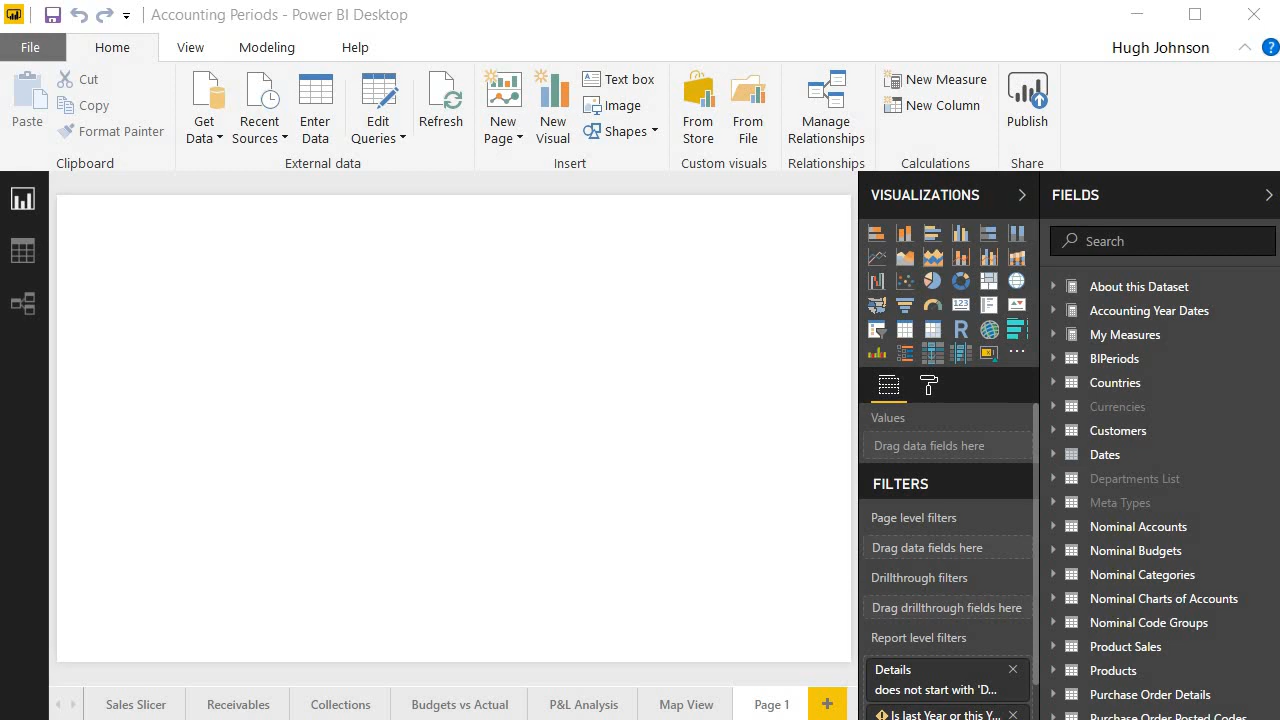 Accounting Periods - Power BI Desktop
File Home View Modeling Help Hugh Johnson ?
Paste Cut Copy Format Painter
Clipboard
Get Data Recent Sources Enter Data Edit Queries Refresh
External data
New Page New Visual Text box Image Shapes
Insert
From Store From File
Custom visuals
Manage Relationships
Relationships
New Measure
New Column
Calculations
Publish
Share
VISUALIZATIONS
123
R
Values
Drag data fields here
FILTERS
Page level filters
Drag data fields here
Drillthrough filters
Drag drillthrough fields here
Report level filters
Details
does not start with 'D...
Is last Year or this Y...
FIELDS
Search
About this Dataset
Accounting Year Dates
My Measures
BIPeriods
Countries
Currencies
Customers
Dates
Departments List
Meta Types
Nominal Accounts
Nominal Budgets
Nominal Categories
Nominal Charts of Accounts
Nominal Code Groups
Product Sales
Products
Purchase Order Details
Purchase Order Posted Codes
Sales Slicer Receivables Collections Budgets vs Actual P&L Analysis Map View Page 1 +